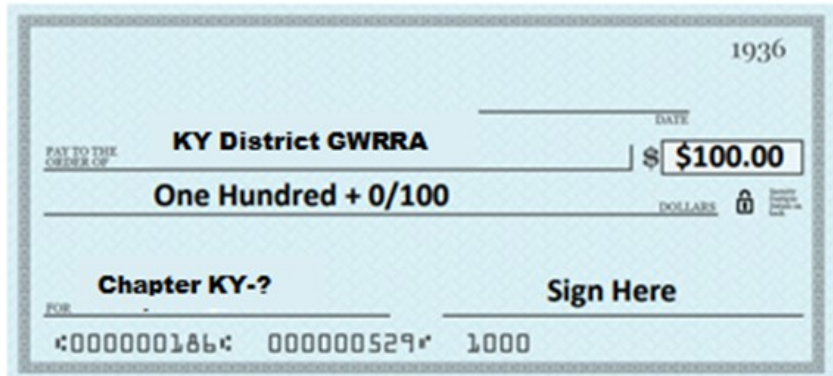 1936
DATE
KY District GWRRA
PAY TO THE
ORDER OF
$ $100.00
One Hundred + 0/100
DOLLARS
Chapter KY-?
Sign Here
FOR
⑆000000186⑆ 000000529⑈ 1000